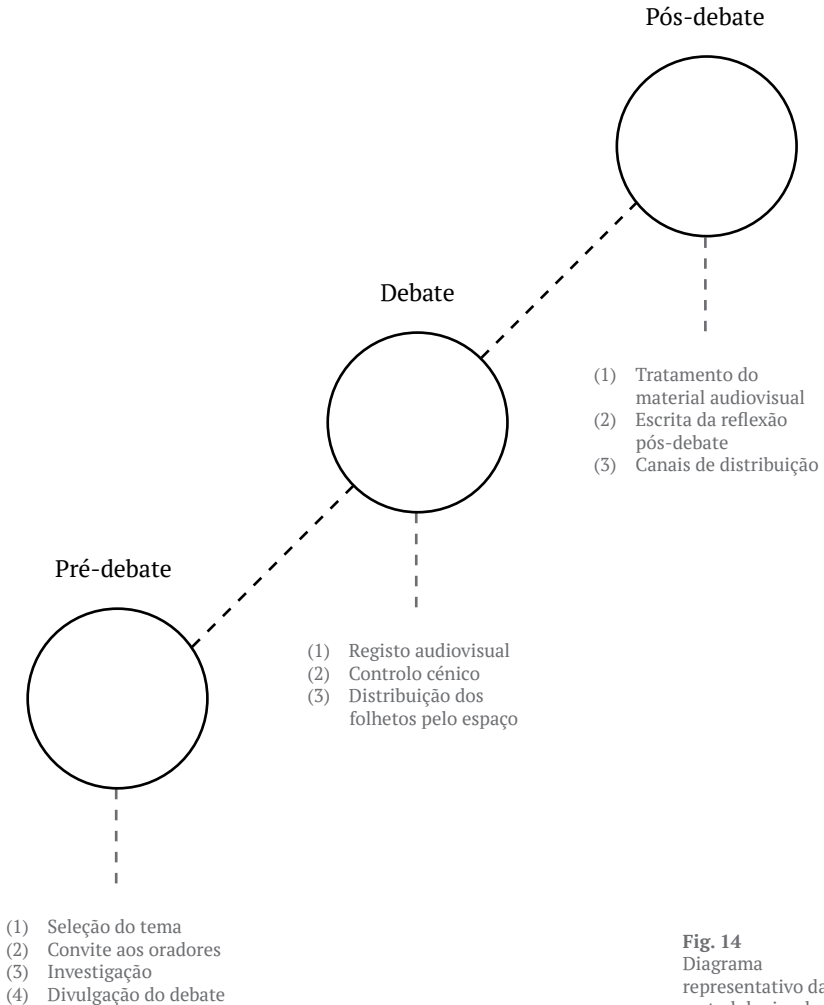 Pós-debate
Debate
(1) Tratamento do
material audiovisual
(2) Escrita da reflexão
pós-debate
(3) Canais de distribuição
Pré-debate
(1) Registo audiovisual
(2) Controlo cénico
(3) Distribuição dos
folhetos pelo espaço
(1) Seleção do tema
(2) Convite aos oradores
(3) Investigação
(4) Divulgação do debate
Fig. 14
Diagrama
representativo da